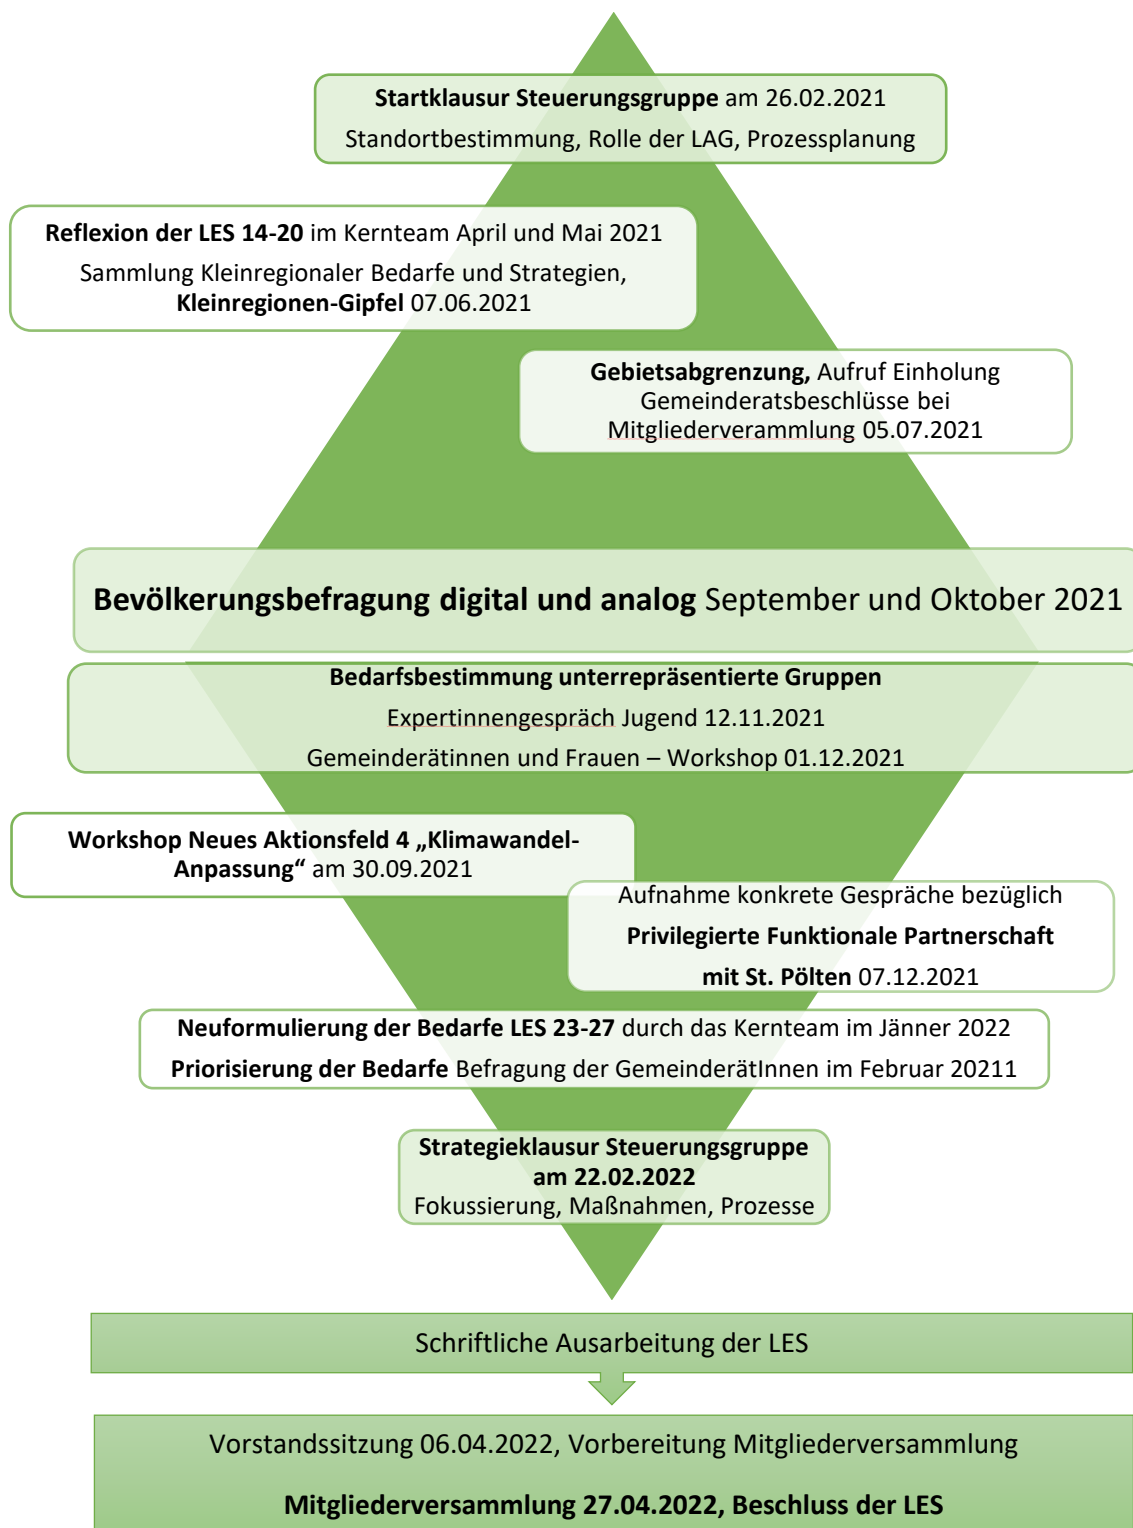 Startklausur Steuerungsgruppe am 26.02.2021
Standortbestimmung, Rolle der LAG, Prozessplanung
Reflexion der LES 14-20 im Kernteam April und Mai 2021
Sammlung Kleinregionaler Bedarfe und Strategien,
Kleinregionen-Gipfel 07.06.2021
Gebietsabgrenzung, Aufruf Einholung
Gemeinderatsbeschlüsse bei
Mitgliederverammlung 05.07.2021
Bevölkerungsbefragung digital und analog September und Oktober 2021
Bedarfsbestimmung unterrepräsentierte Gruppen
Expertinnengespräch Jugend 12.11.2021
Gemeinderätinnen und Frauen – Workshop 01.12.2021
Workshop Neues Aktionsfeld 4 „Klimawandel-
Anpassung“ am 30.09.2021
Aufnahme konkrete Gespräche bezüglich
Privilegierte Funktionale Partnerschaft
mit St. Pölten 07.12.2021
Neuformulierung der Bedarfe LES 23-27 durch das Kernteam im Jänner 2022
Priorisierung der Bedarfe Befragung der GemeinderätInnen im Februar 20211
Strategieklausur Steuerungsgruppe
am 22.02.2022
Fokussierung, Maßnahmen, Prozesse
Schriftliche Ausarbeitung der LES
Vorstandssitzung 06.04.2022, Vorbereitung Mitgliederversammlung
Mitgliederversammlung 27.04.2022, Beschluss der LES